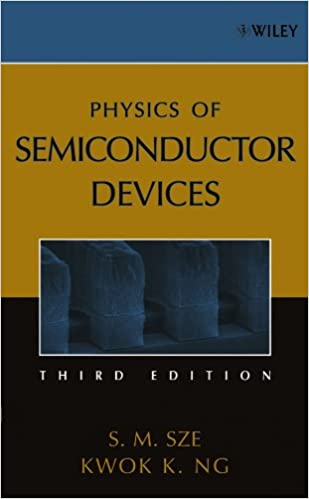 WILEY
PHYSICS OF
SEMICONDUCTOR
DEVICES
THIRD EDITION
S. M. SZE
KWOK K. NG